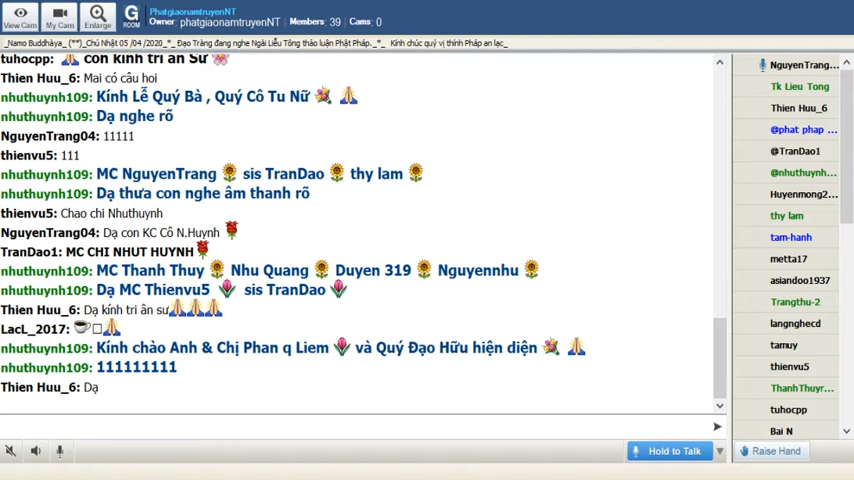 View Cam
My Cam
Enlarge
G ROOM
PhatgiaonamtruyenNT
Owner: phatgiaonamtruyenNT | Members: 39 | Cams: 0
_Namo Buddhàya_ (**)_Chủ Nhật 05 /04 /2020_*_ Đạo Tràng đang nghe Ngài Liễu Tông thảo luận Phật Pháp._*_ Kính chúc quý vị thính Pháp an lạc_
tuhocpp: con kính tri ân Sư
Thien Huu_6: Mai có câu hoi
nhuthuynh109: Kính Lễ Quý Bà , Quý Cô Tu Nữ
nhuthuynh109: Dạ nghe rõ
NguyenTrang04: 11111
thienvu5: 111
nhuthuynh109: MC NguyenTrang sis TranDao thy lam
nhuthuynh109: Dạ thưa con nghe âm thanh rõ
thienvu5: Chao chi Nhuthuynh
NguyenTrang04: Dạ con KC Cô N.Huynh
TranDao1: MC CHI NHUT HUYNH
nhuthuynh109: MC Thanh Thuy Nhu Quang Duyen 319 Nguyennhu
nhuthuynh109: Dạ MC Thienvu5 sis TranDao
Thien Huu_6: Dạ kính tri ân sư
LacL_2017:
nhuthuynh109: Kính chào Anh & Chị Phan q Liem và Quý Đạo Hữu hiện diện
nhuthuynh109: 111111111
Thien Huu_6: Dạ
NguyenTrang...
Tk Lieu Tong
Thien Huu_6
@phat phap ...
@TranDao1
@nhuthuynh...
Huyenmong2...
thy lam
tam-hanh
metta17
asiandoo1937
Trangthu-2
langnghecd
tamuy
thienvu5
ThanhThuyr...
tuhocpp
Bai N
Hold to Talk
Raise Hand